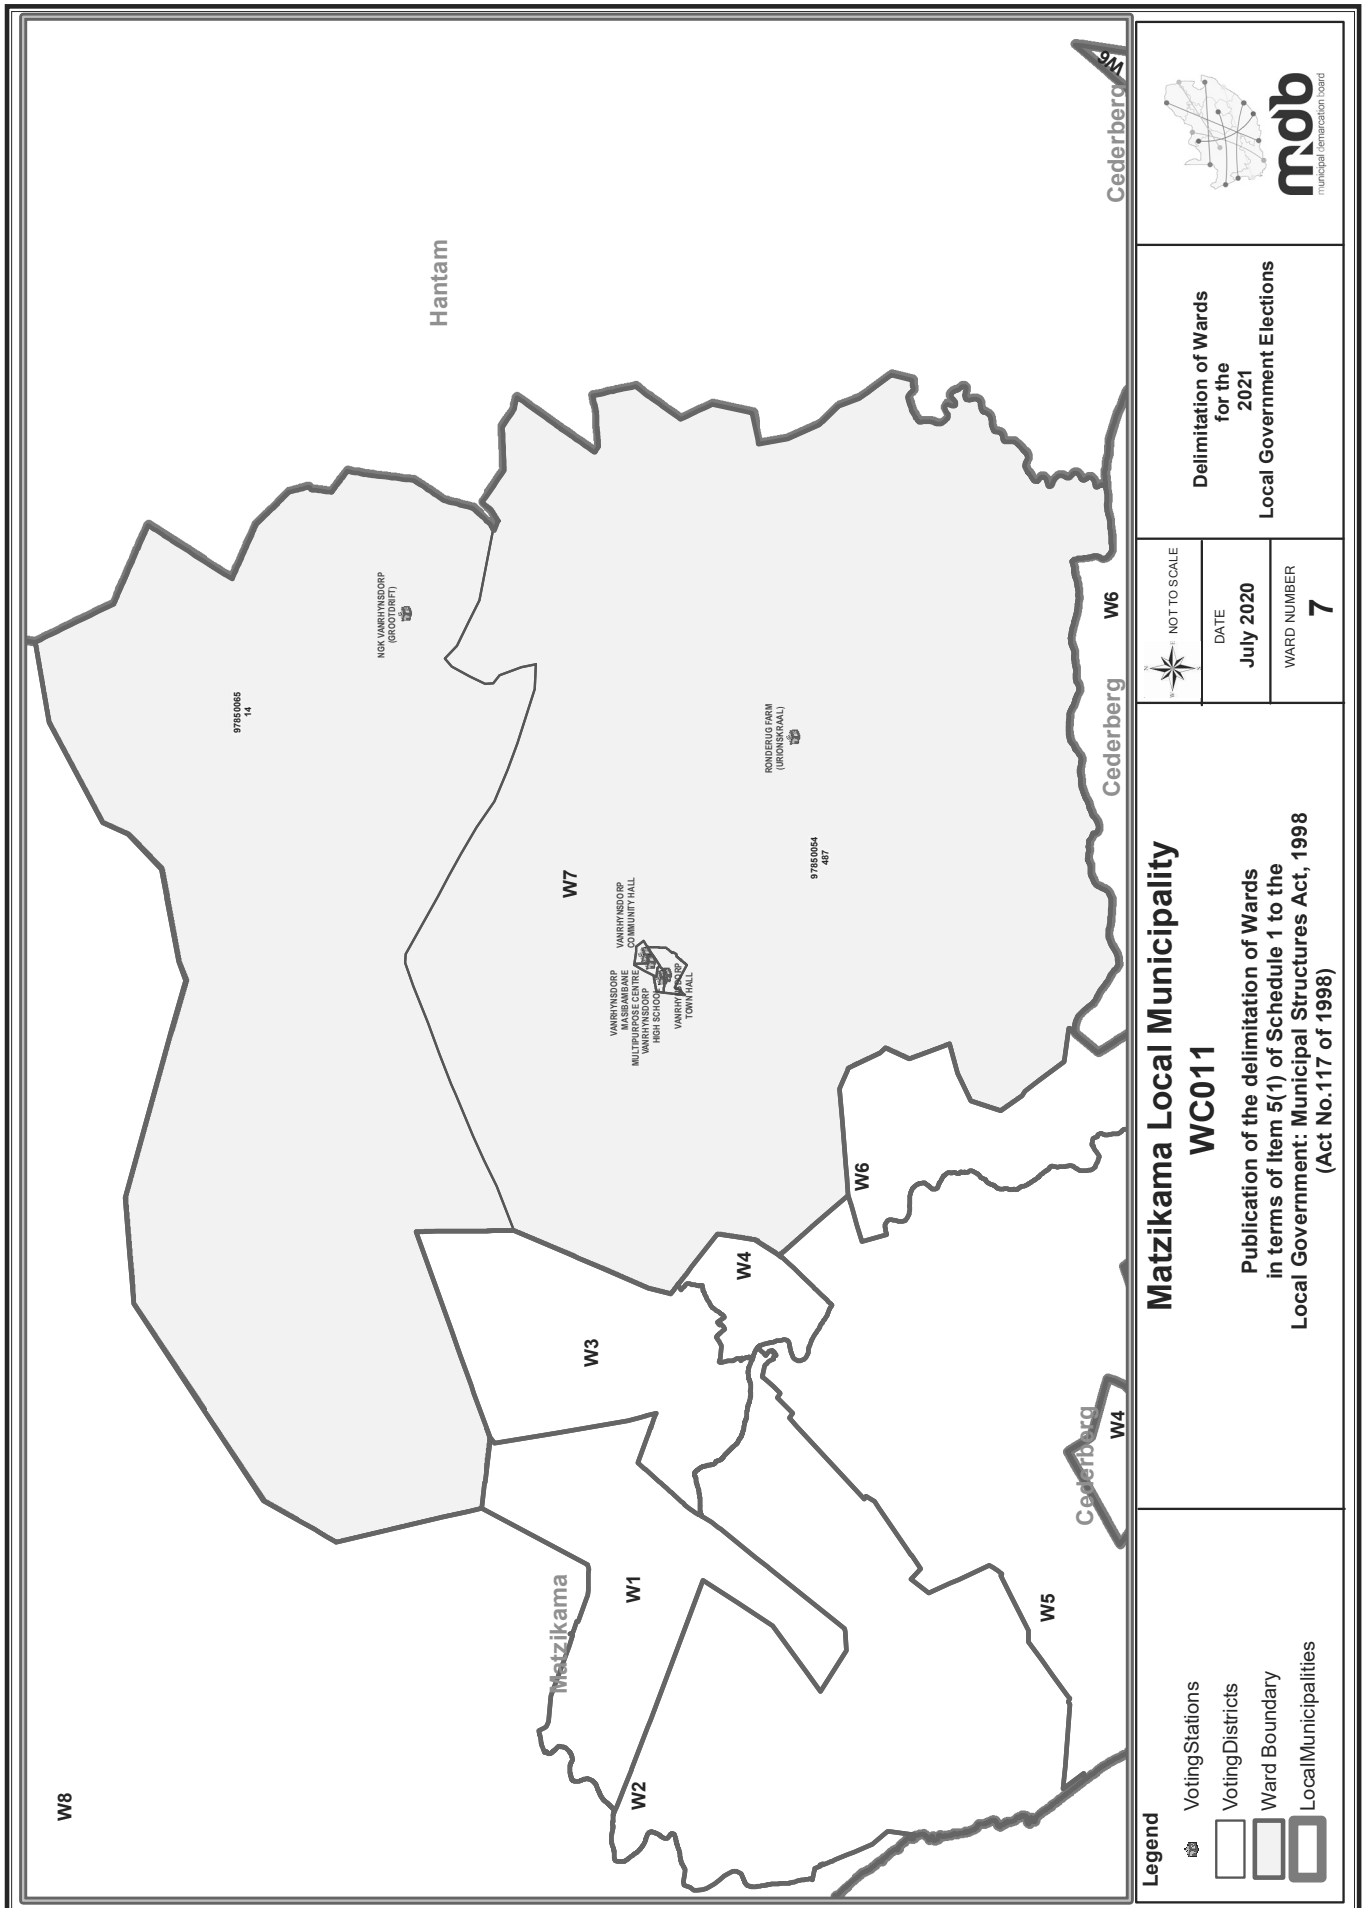 W8
Hantam
Cederberg
W6
NGK VANRHYNSDORP
(GROOTDRIFT)
97850065
14
W7
RONDERUG FARM
(URIONSKRAAL)
97850054
487
VANRHYNSDORP
COMMUNITY HALL
VANRHYNSDORP
MASIBAMBANE
MULTIPURPOSE CENTRE
VANRHYNSDORP
HIGH SCHOOL
VANRHYNSDORP
TOWN HALL
W6
Cederberg
W6
W4
W3
Matzikama
W1
W2
W5
Cederberg
W4
Legend
VotingStations
VotingDistricts
Ward Boundary
LocalMunicipalities
Matzikama Local Municipality
WC011
Publication of the delimitation of Wards
in terms of Item 5(1) of Schedule 1 to the
Local Government: Municipal Structures Act, 1998
(Act No.117 of 1998)
N
E
S
W
NOT TO SCALE
DATE
July 2020
WARD NUMBER
7
Delimitation of Wards
for the
2021
Local Government Elections
mdb
municipal demarcation board